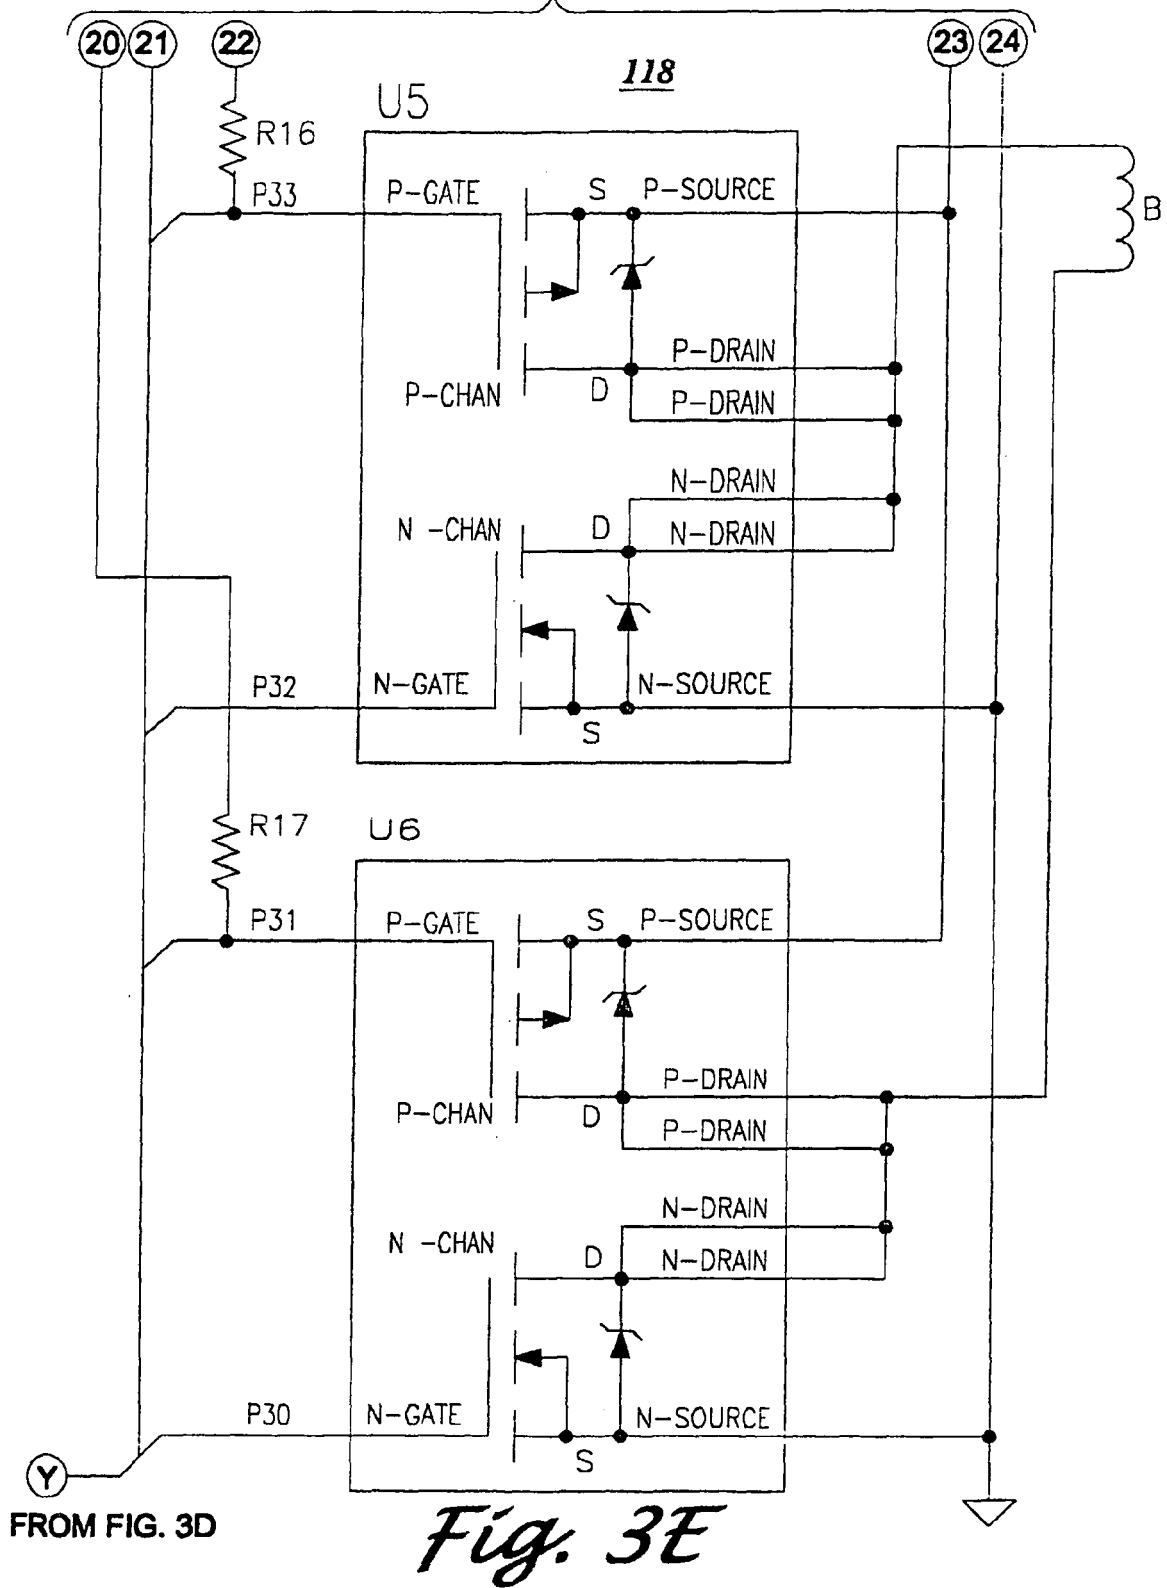 20 21 22 23 24
118
U5
R16
P33 P-GATE S P-SOURCE
B
P-DRAIN
P-CHAN D P-DRAIN
N-DRAIN
N -CHAN D N-DRAIN
P32 N-GATE N-SOURCE
S
R17 U6
P31 P-GATE S P-SOURCE
P-DRAIN
P-CHAN D P-DRAIN
N-DRAIN
N -CHAN D N-DRAIN
P30 N-GATE N-SOURCE
S
Y
FROM FIG. 3D
Fig. 3E